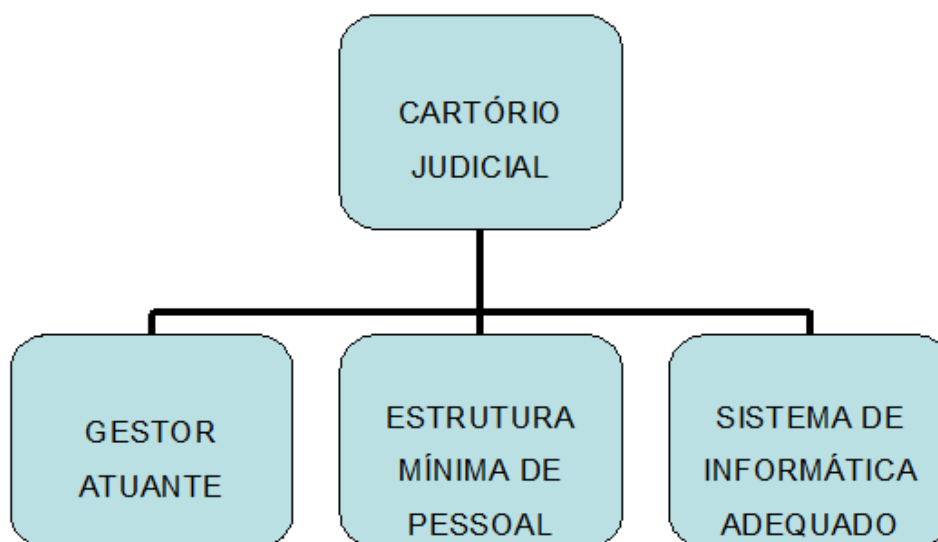 CARTÓRIO
JUDICIAL
GESTOR
ATUANTE
ESTRUTURA
MÍNIMA DE
PESSOAL
SISTEMA DE
INFORMÁTICA
ADEQUADO